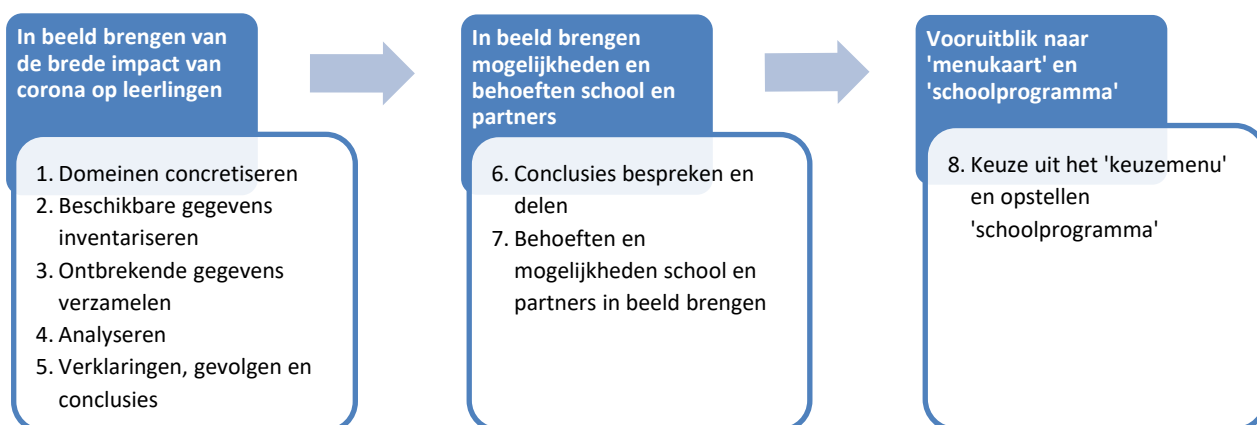 In beeld brengen van
de brede impact van
corona op leerlingen
1. Domeinen concretiseren
2. Beschikbare gegevens
inventariseren
3. Ontbrekende gegevens
verzamelen
4. Analyseren
5. Verklaringen, gevolgen en
conclusies
In beeld brengen
mogelijkheden en
behoeften school en
partners
6. Conclusies bespreken en
delen
7. Behoeften en
mogelijkheden school en
partners in beeld brengen
Vooruitblik naar
'menukaart' en
'schoolprogramma'
8. Keuze uit het 'keuzemenu'
en opstellen
'schoolprogramma'